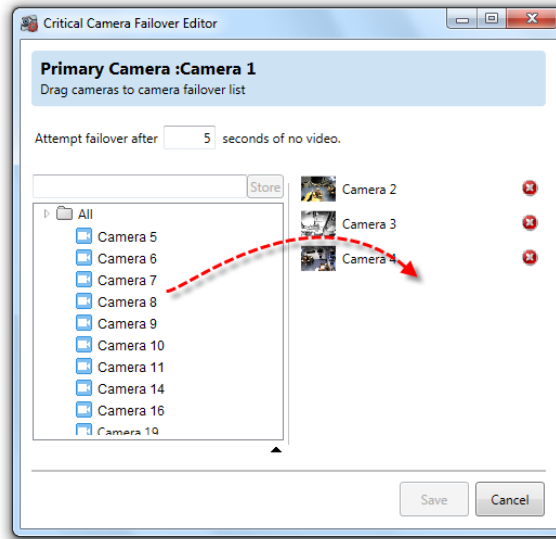 Critical Camera Failover Editor
Primary Camera :Camera 1
Drag cameras to camera failover list
Attempt failover after 5 seconds of no video.
Store
All
Camera 5
Camera 6
Camera 7
Camera 8
Camera 9
Camera 10
Camera 11
Camera 14
Camera 16
Camera 19
Camera 2
Camera 3
Camera 4
Save
Cancel